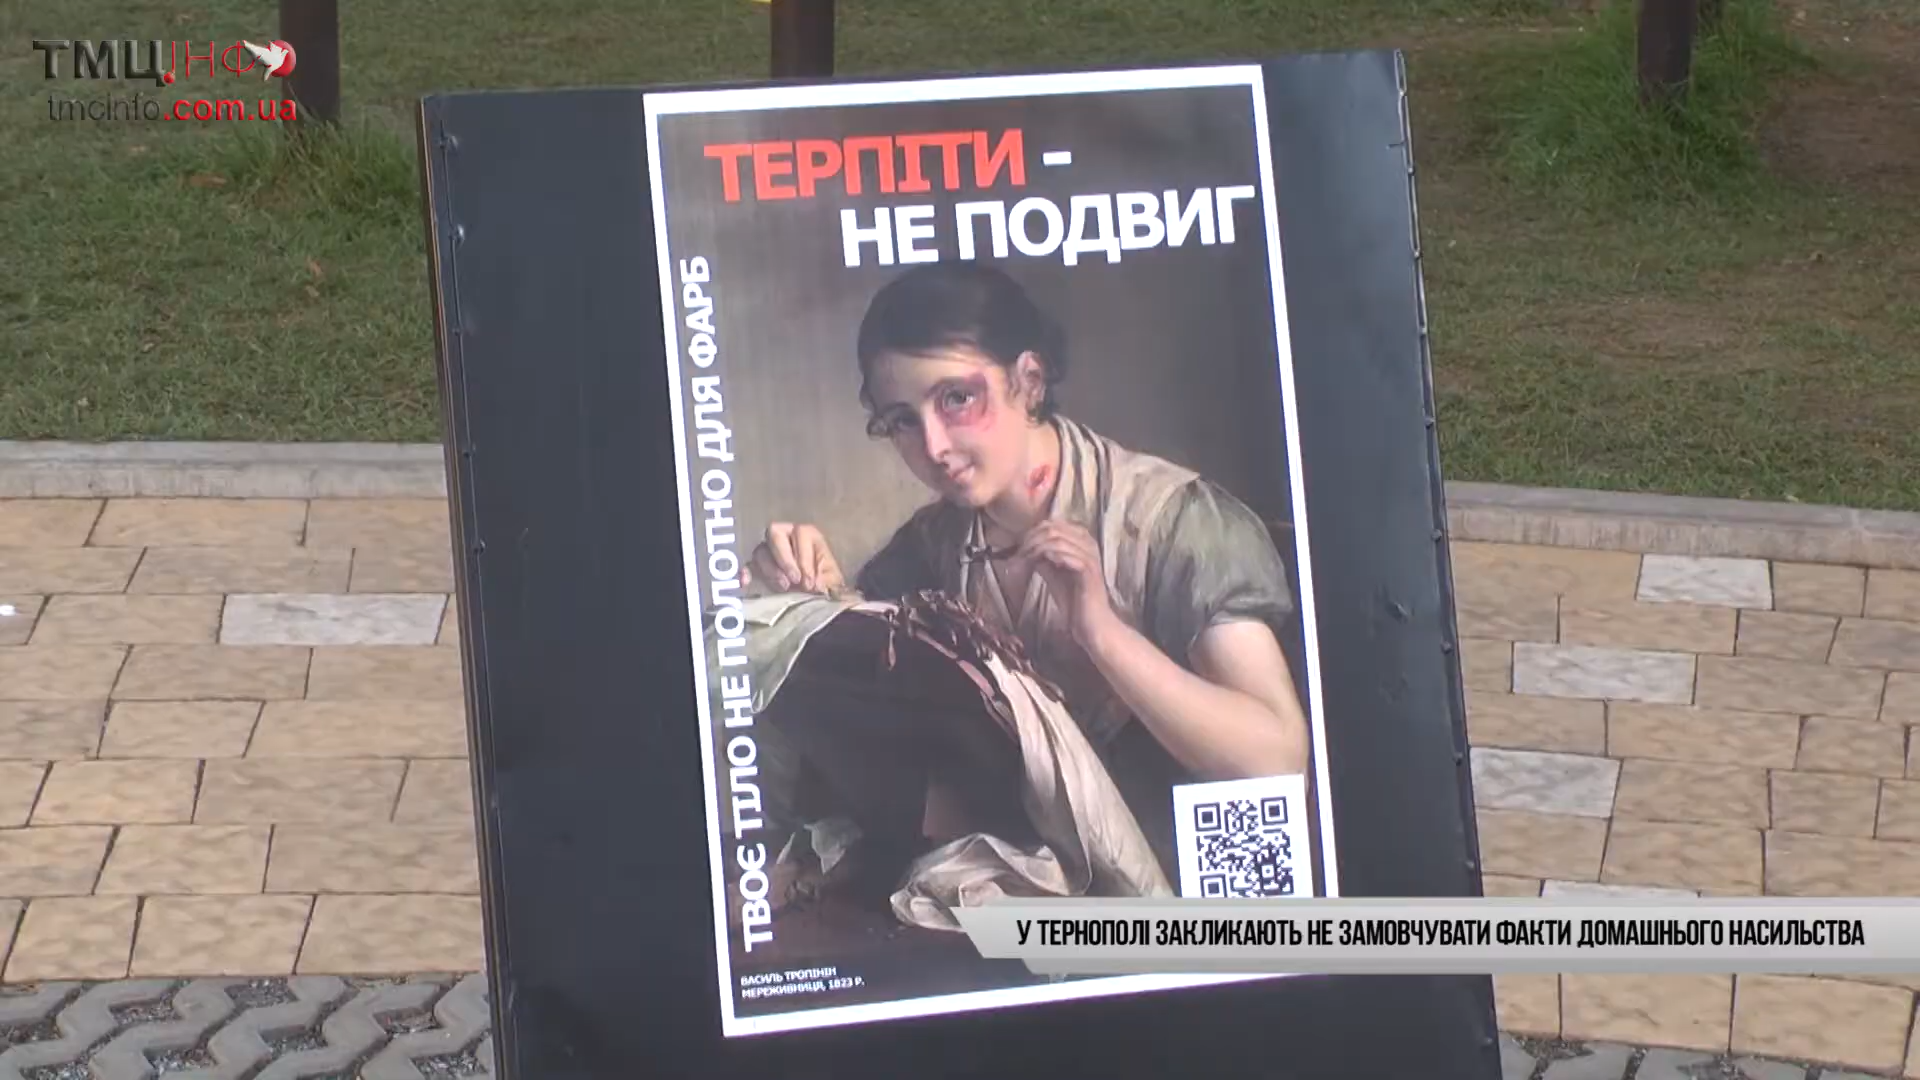 ТМЦ.ІНФО
tmcinfo.com.ua
ТЕРПІТИ -
НЕ ПОДВИГ
ТВОЄ ТІЛО НЕ ПОЛОТНО ДЛЯ ФАРБ
ВАСИЛЬ ТРОПІНІН
МЕРЕЖИВНИЦЯ, 1823 Р.
У ТЕРНОПОЛІ ЗАКЛИКАЮТЬ НЕ ЗАМОВЧУВАТИ ФАКТИ ДОМАШНЬОГО НАСИЛЬСТВА